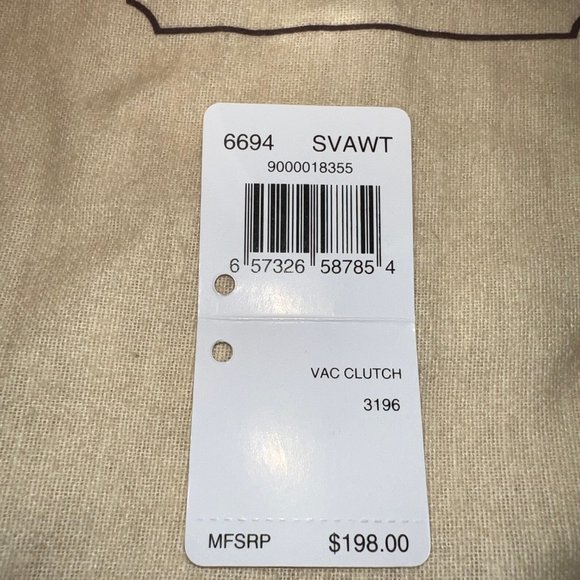 6694 SVAWT
9000018355
6 57326 58785 4
VAC CLUTCH
3196
MFSRP $198.00